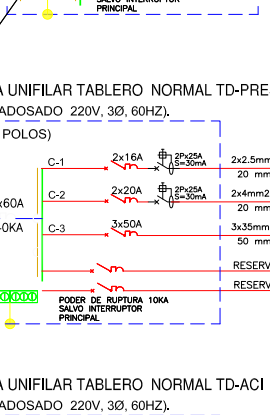 SALVO INTERRUPTOR
PRINCIPAL
A UNIFILAR TABLERO NORMAL TD-PRE
ADOSADO 220V, 3Ø, 60HZ).
POLOS)
C-1 2x16A 2Px25A 2x2.5mm
S=30mA
20 mm
C-2 2x20A 2Px25A 2x4mm2
S=30mA
x60A 20 mm
C-3 3x50A 3x35mm
0KA 50 mm
RESERV
RESERV
PODER DE RUPTURA 10KA
SALVO INTERRUPTOR
PRINCIPAL
A UNIFILAR TABLERO NORMAL TD-ACI
ADOSADO 220V, 3Ø, 60HZ).